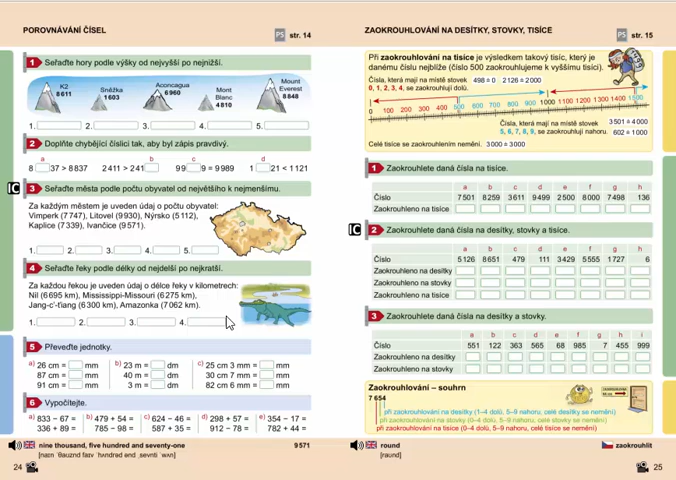 POROVNÁVÁNÍ ČÍSEL
PS str. 14
1 Seřaďte hory podle výšky od nejvyšší po nejnižší.
K2 8 611
Sněžka 1 603
Aconcagua 6 960
Mont Blanc 4 810
Mount Everest 8 848
1. 2. 3. 4. 5.
2 Doplňte chybějící číslici tak, aby byl zápis pravdivý.
a b c d
8 37 > 8 837 2 411 > 2 41 99 9 = 9 989 1 21 < 1 121
IC
3 Seřaďte města podle počtu obyvatel od největšího k nejmenšímu.
Za každým městem je uveden údaj o počtu obyvatel:
Vimperk (7 747), Litovel (9 930), Nýrsko (5 112),
Kaplice (7 339), Ivančice (9 571).
1. 2. 3. 4. 5.
4 Seřaďte řeky podle délky od nejdelší po nejkratší.
Za každou řekou je uveden údaj o délce řeky v kilometrech:
Nil (6 695 km), Mississippi-Missouri (6 275 km),
Jang-c'-ťiang (6 300 km), Amazonka (7 062 km).
1. 2. 3. 4.
5 Převeďte jednotky.
a) 26 cm = mm b) 23 m = dm c) 25 cm 3 mm = mm
87 cm = mm 40 m = dm 30 cm 7 mm = mm
91 cm = mm 3 m = dm 82 cm 6 mm = mm
6 Vypočítejte.
a) 833 – 67 = b) 479 + 54 = c) 624 – 46 = d) 298 + 57 = e) 354 – 17 =
336 + 89 = 785 – 98 = 587 + 35 = 912 – 78 = 782 + 44 =
nine thousand, five hundred and seventy-one 9 571
24
ZAOKROUHLOVÁNÍ NA DESÍTKY, STOVKY, TISÍCE
PS str. 15
Při zaokrouhlování na tisíce je výsledkem takový tisíc, který je
danému číslu nejblíže (číslo 500 zaokrouhlujeme k vyššímu tisíci).
Čísla, která mají na místě stovek 498 ≐ 0 2 126 ≐ 2 000
0, 1, 2, 3, 4, se zaokrouhlují dolů.
0 100 200 300 400 500 600 700 800 900 1000 1100 1200 1300 1400 1500
Čísla, která mají na místě stovek 3 501 ≐ 4 000
5, 6, 7, 8, 9, se zaokrouhlují nahoru. 602 ≐ 1 000
Celé tisíce se zaokrouhlením nemění. 3 000 ≐ 3 000
1 Zaokrouhlete daná čísla na tisíce.
a b c d e f g h
Číslo 7 501 8 259 3 611 9 499 2 500 8 000 7 498 136
Zaokrouhleno na tisíce
IC
2 Zaokrouhlete daná čísla na desítky, stovky a tisíce.
a b c d e f g h
Číslo 5 126 8 651 479 111 3 429 5 555 1 727 6
Zaokrouhleno na desítky
Zaokrouhleno na stovky
Zaokrouhleno na tisíce
3 Zaokrouhlete daná čísla na desítky a stovky.
a b c d e f g h i
Číslo 551 122 363 565 68 985 7 455 999
Zaokrouhleno na desítky
Zaokrouhleno na stovky
Zaokrouhlování – souhrn
7 654
při zaokrouhlování na desítky (1–4 dolů, 5–9 nahoru, celé desítky se nemění)
při zaokrouhlování na stovky (0–4 dolů, 5–9 nahoru, celé stovky se nemění)
při zaokrouhlování na tisíce (0–4 dolů, 5–9 nahoru, celé tisíce se nemění)
round zaokrouhlit
[raund]
25